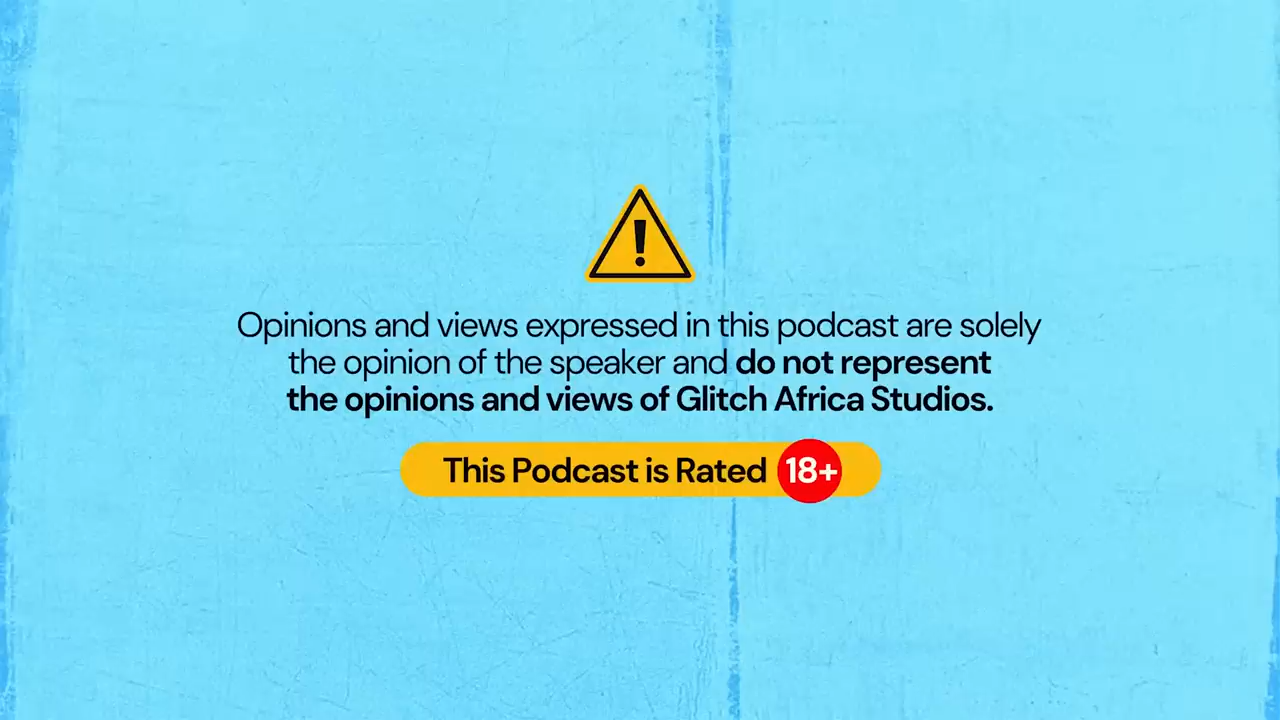 !
Opinions and views expressed in this podcast are solely
the opinion of the speaker and do not represent
the opinions and views of Glitch Africa Studios.
This Podcast is Rated 18+